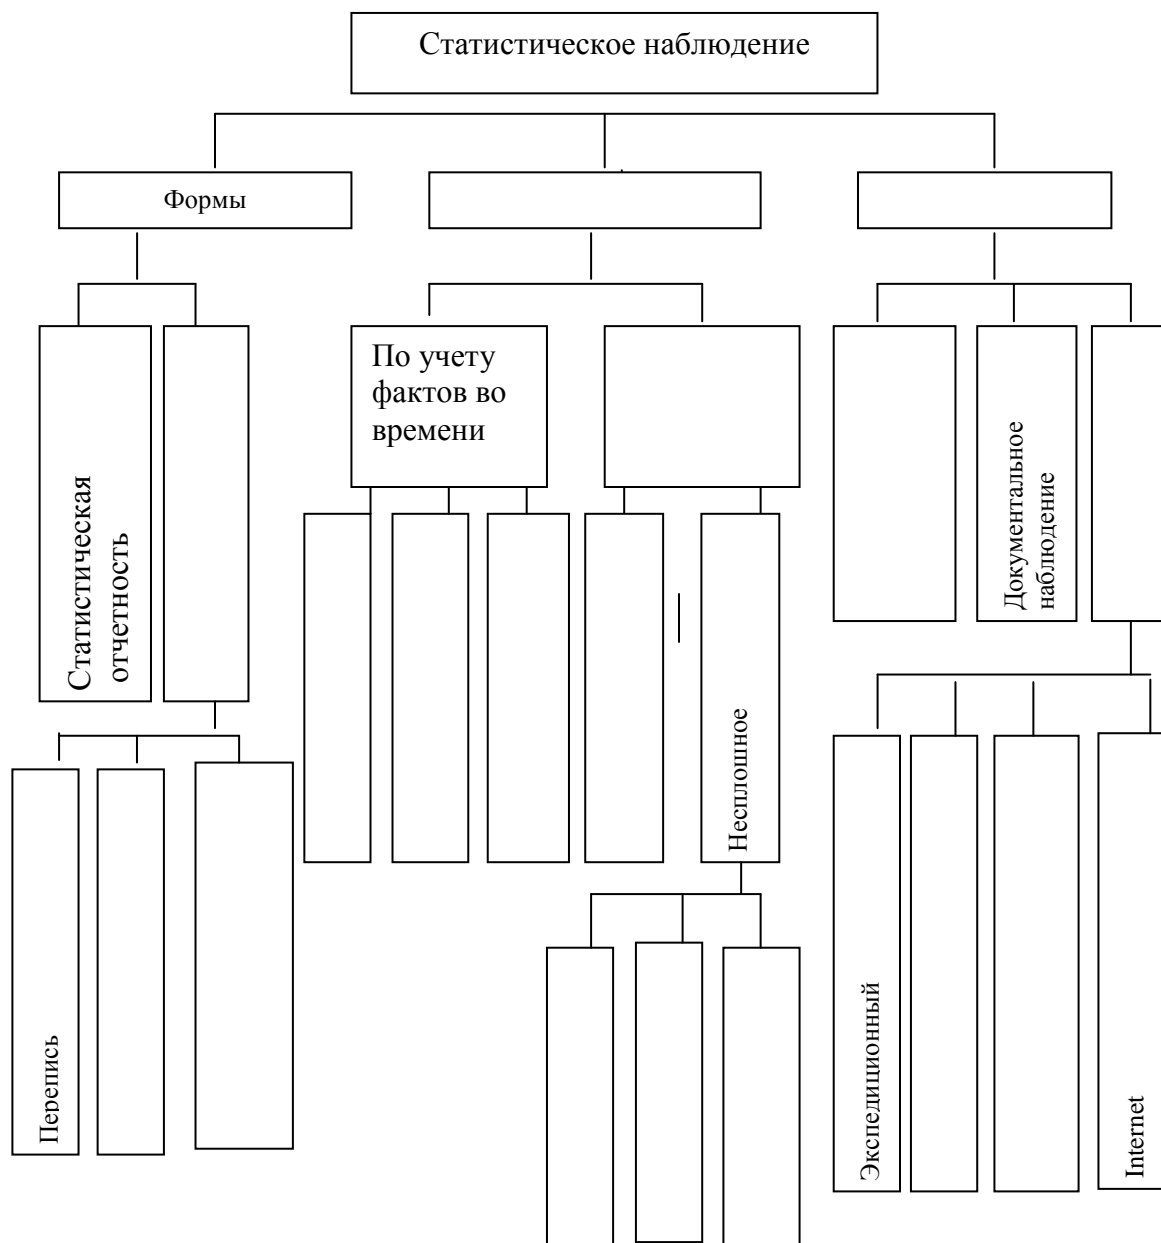 Статистическое наблюдение
Формы
По учету
фактов во
времени
Статистическая
отчетность
Документальное
наблюдение
Несплошное
Перепись
Экспедиционный
Internet